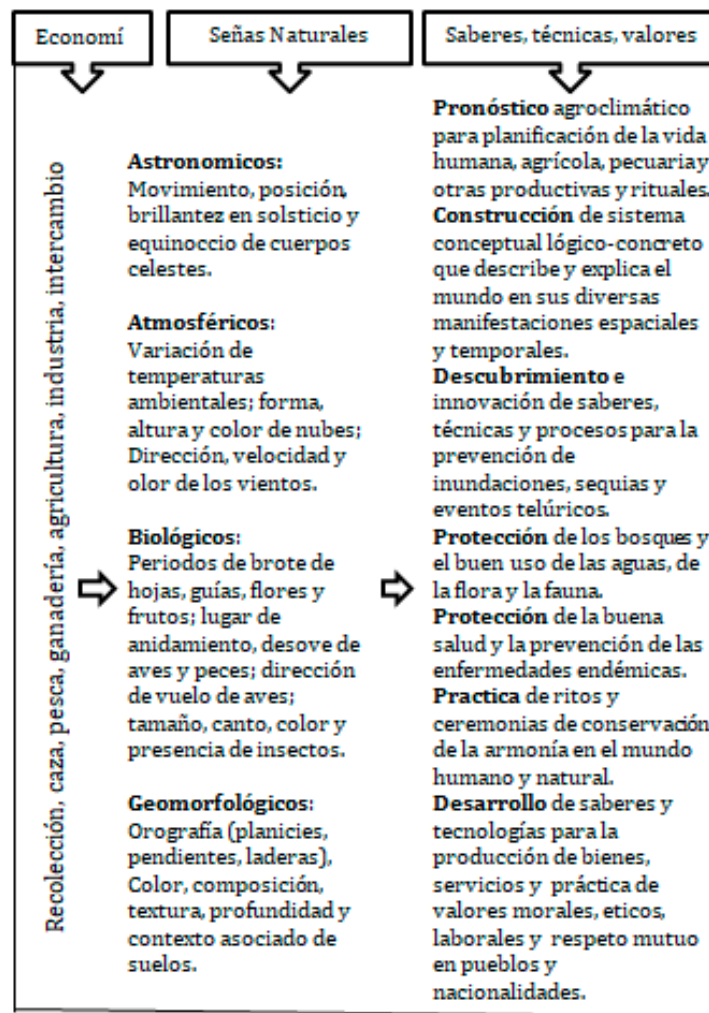 Economí
Señas Naturales
Saberes, técnicas, valores
Recolección, caza, pesca, ganadería, agricultura, industria, intercambio
Astronomicos:
Movimiento, posición,
brillantez en solsticio y
equinoccio de cuerpos
celestes.
Atmosféricos:
Variación de
temperaturas
ambientales; forma,
altura y color de nubes;
Dirección, velocidad y
olor de los vientos.
Biológicos:
Periodos de brote de
hojas, guías, flores y
frutos; lugar de
anidamiento, desove de
aves y peces; dirección
de vuelo de aves;
tamaño, canto, color y
presencia de insectos.
Geomorfológicos:
Orografía (planicies,
pendientes, laderas),
Color, composición,
textura, profundidad y
contexto asociado de
suelos.
Pronóstico agroclimático
para planificación de la vida
humana, agrícola, pecuaria y
otras productivas y rituales.
Construcción de sistema
conceptual lógico-concreto
que describe y explica el
mundo en sus diversas
manifestaciones espaciales
y temporales.
Descubrimiento e
innovación de saberes,
técnicas y procesos para la
prevención de
inundaciones, sequias y
eventos telúricos.
Protección de los bosques y
el buen uso de las aguas, de
la flora y la fauna.
Protección de la buena
salud y la prevención de las
enfermedades endémicas.
Practica de ritos y
ceremonias de conservación
de la armonía en el mundo
humano y natural.
Desarrollo de saberes y
tecnologías para la
producción de bienes,
servicios y práctica de
valores morales, eticos,
laborales y respeto mutuo
en pueblos y
nacionalidades.